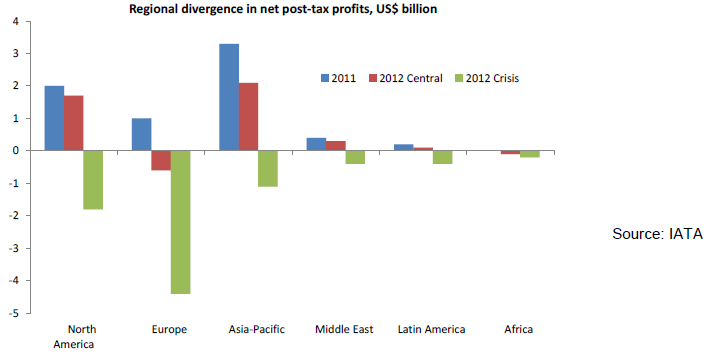 Regional divergence in net post-tax profits, US$ billion
4
3
2
1
0
-1
-2
-3
-4
-5
2011 2012 Central 2012 Crisis
North America Europe Asia-Pacific Middle East Latin America Africa
Source: IATA